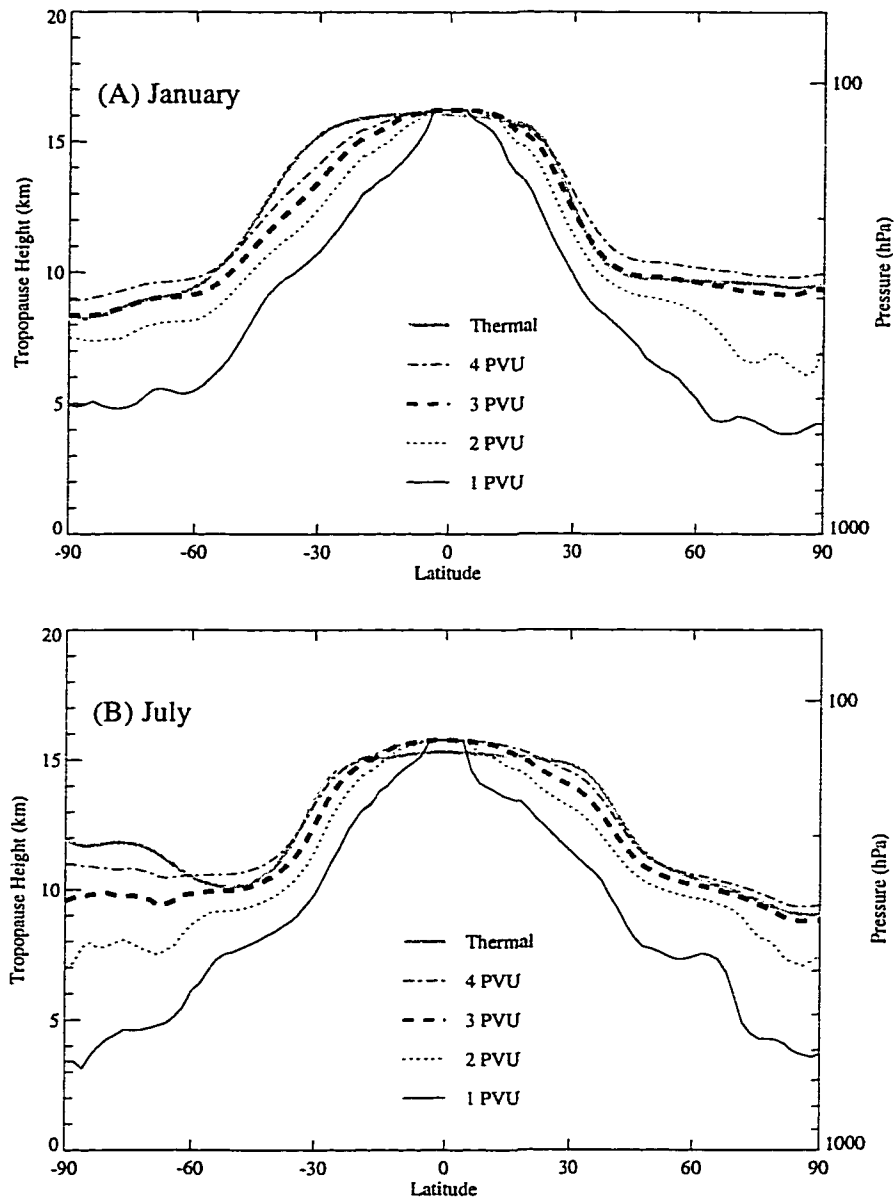 (A) January
Tropopause Height (km)
20
15
10
5
0
-90
-60
-30
0
30
60
90
Latitude
100
1000
Pressure (hPa)
Thermal
4 PVU
3 PVU
2 PVU
1 PVU
(B) July
Tropopause Height (km)
20
15
10
5
0
-90
-60
-30
0
30
60
90
Latitude
100
1000
Pressure (hPa)
Thermal
4 PVU
3 PVU
2 PVU
1 PVU